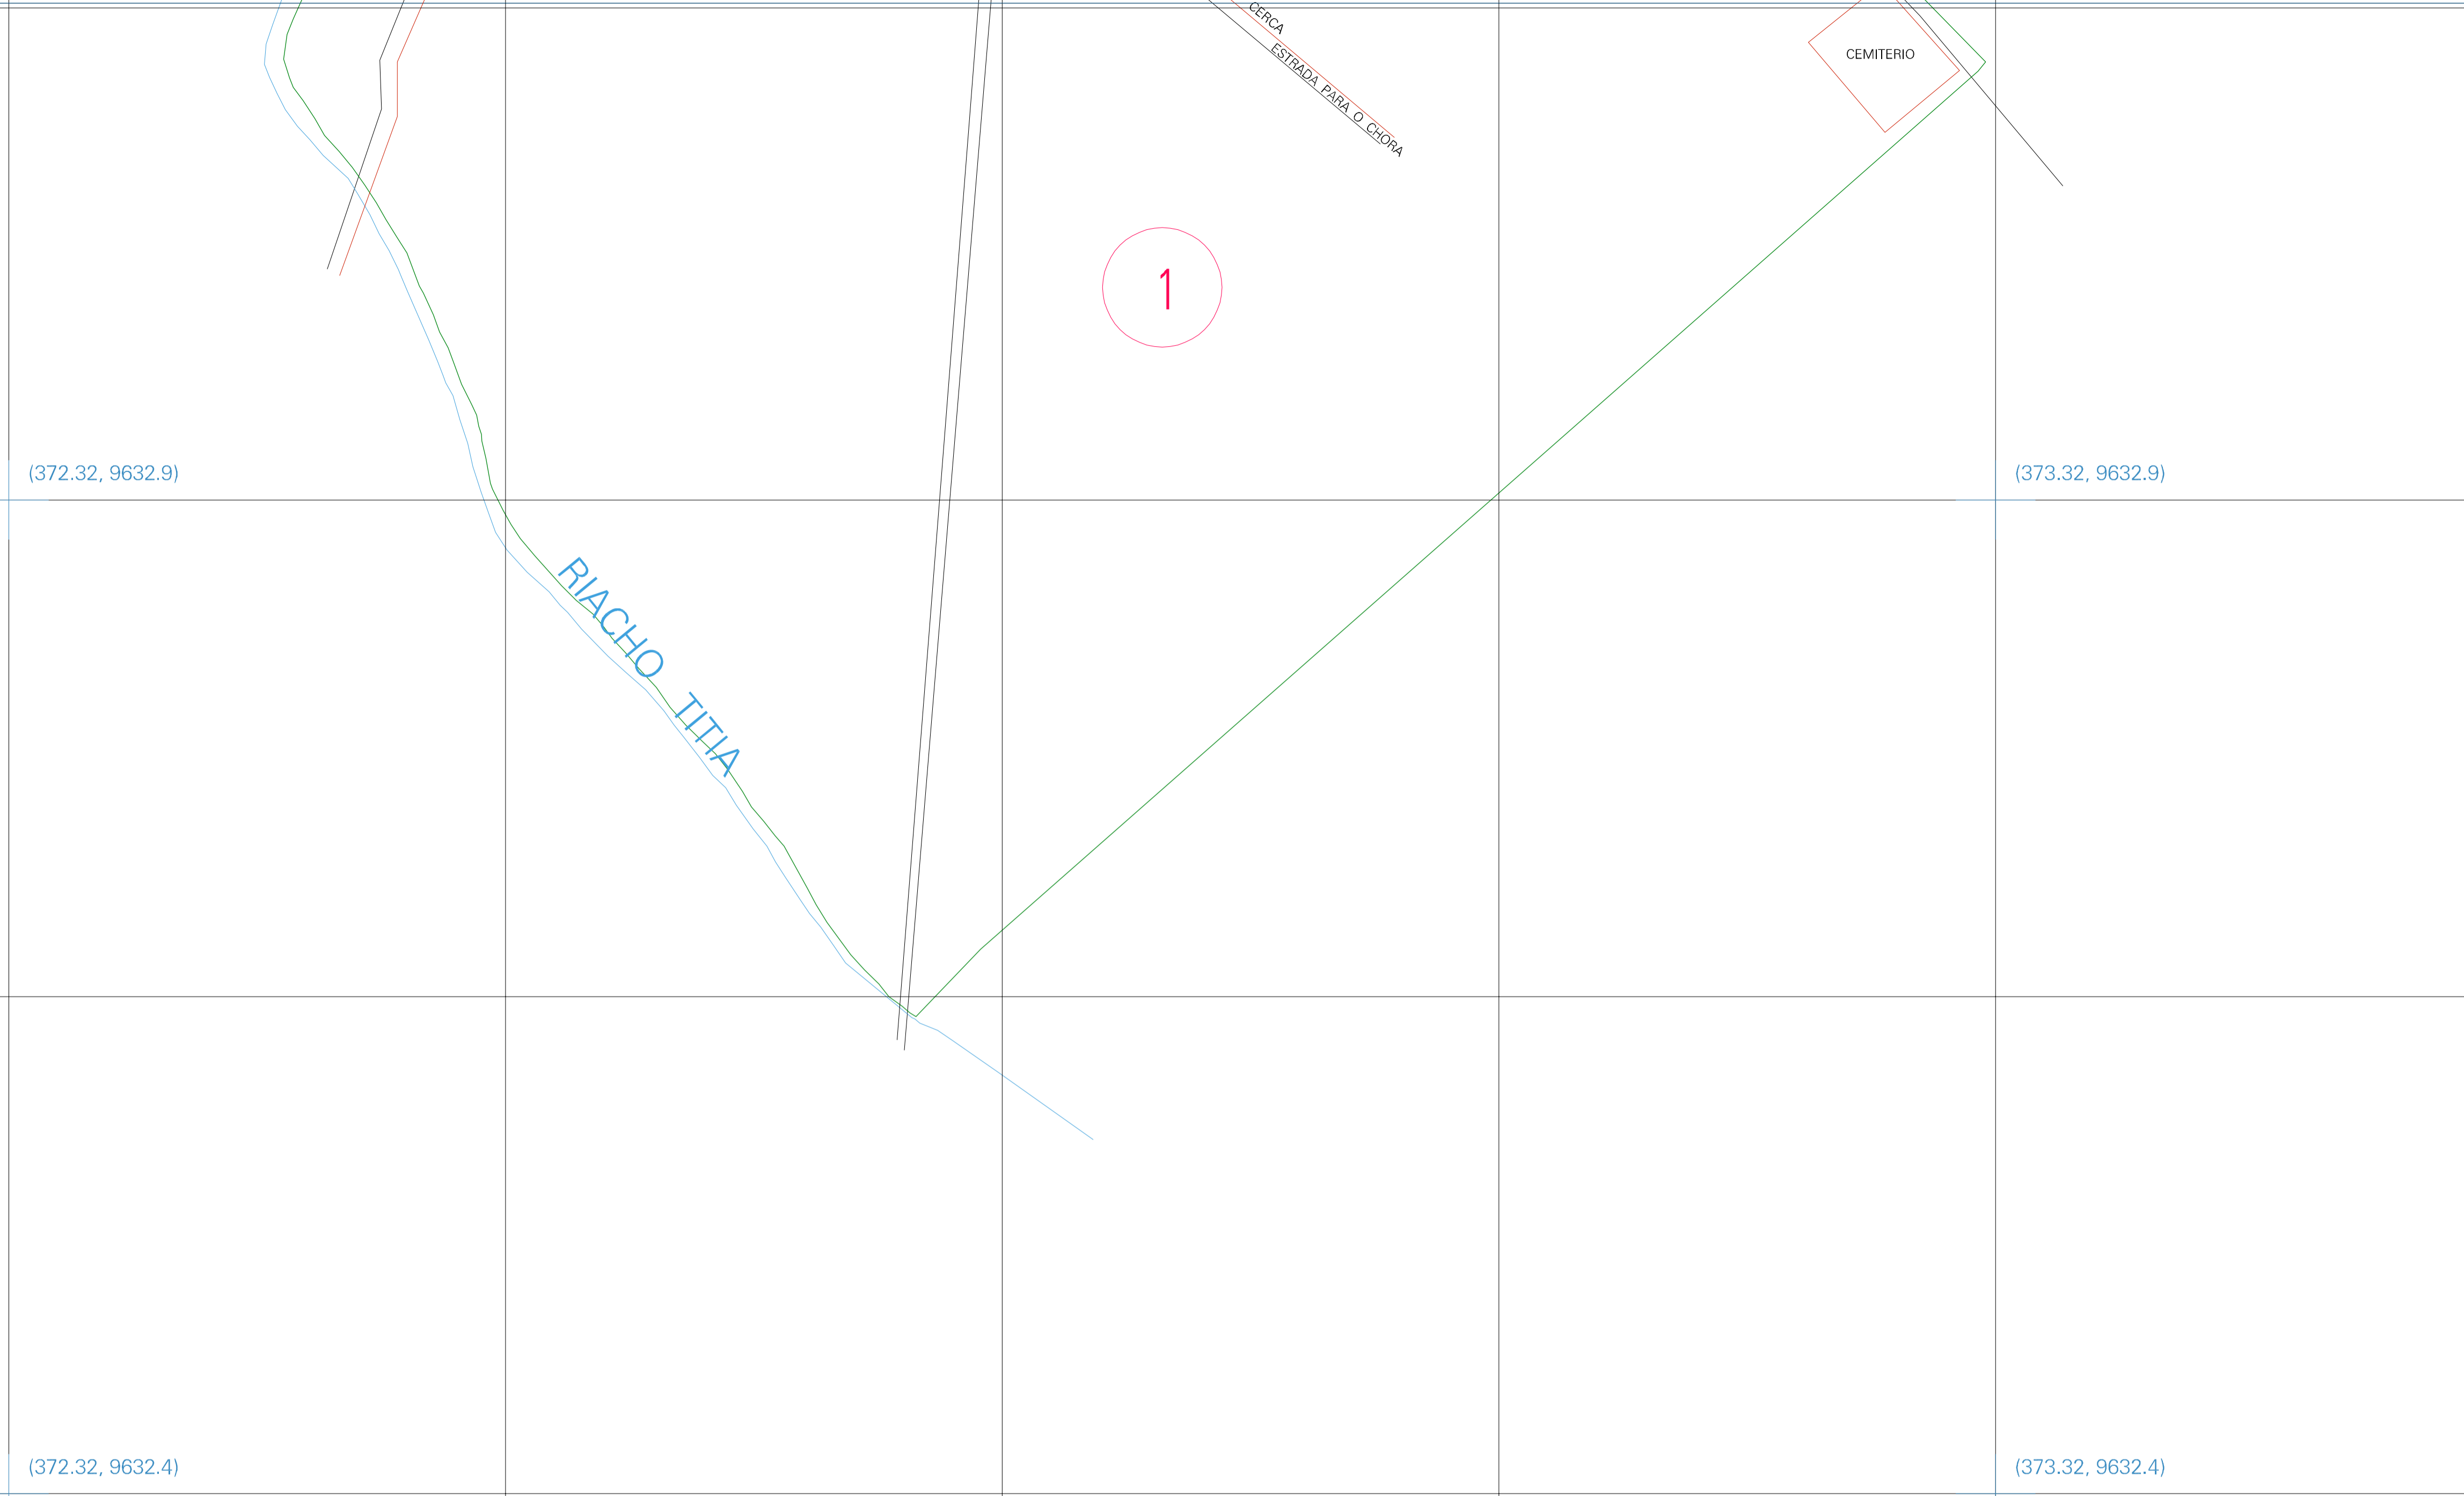 CERCA
ESTRADA PARA O CHORA
CEMITERIO
1
(372.32, 9632.9)
(373.32, 9632.9)
RIACHO TITIA
(372.32, 9632.4)
(373.32, 9632.4)